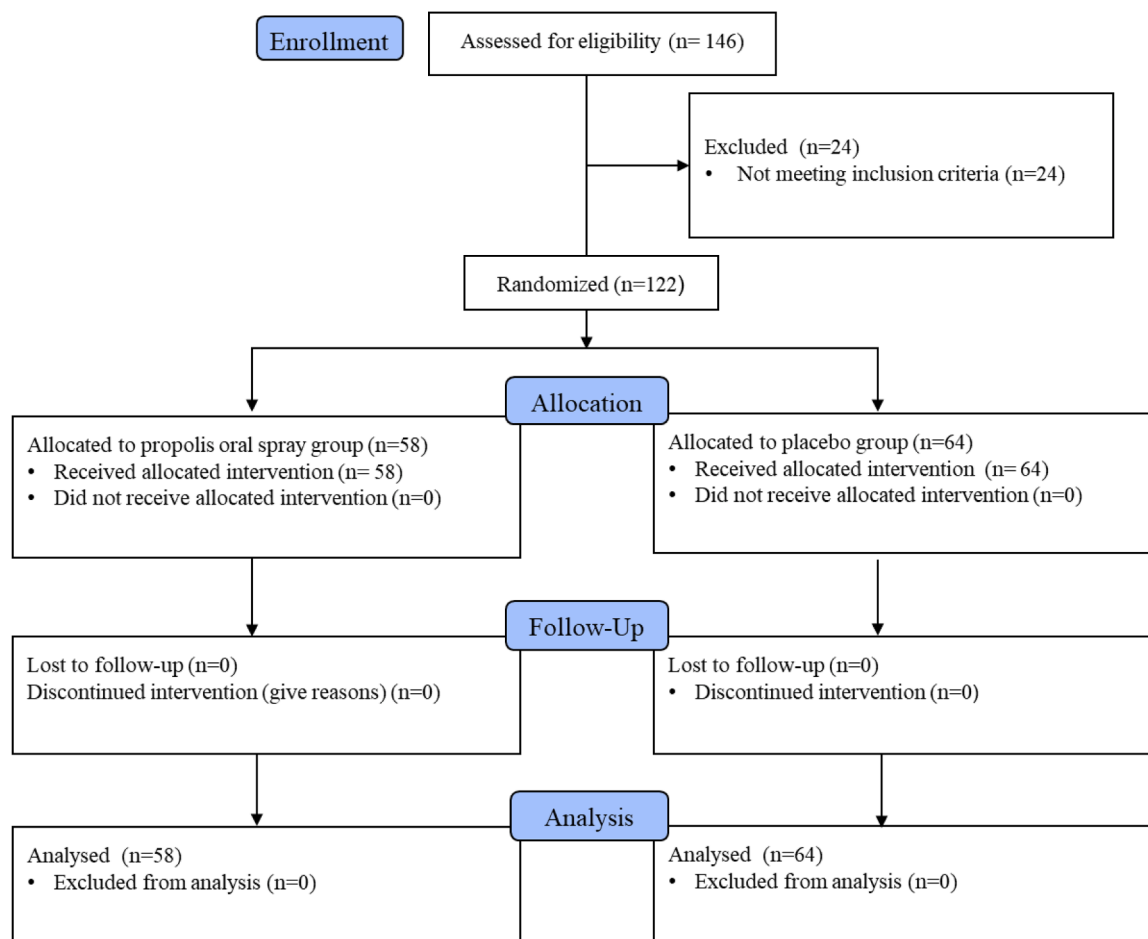 Enrollment
Assessed for eligibility (n= 146)
Excluded (n=24)
• Not meeting inclusion criteria (n=24)
Randomized (n=122)
Allocation
Allocated to propolis oral spray group (n=58)
• Received allocated intervention (n= 58)
• Did not receive allocated intervention (n=0)
Allocated to placebo group (n=64)
• Received allocated intervention (n= 64)
• Did not receive allocated intervention (n=0)
Follow-Up
Lost to follow-up (n=0)
Discontinued intervention (give reasons) (n=0)
Lost to follow-up (n=0)
• Discontinued intervention (n=0)
Analysis
Analysed (n=58)
• Excluded from analysis (n=0)
Analysed (n=64)
• Excluded from analysis (n=0)